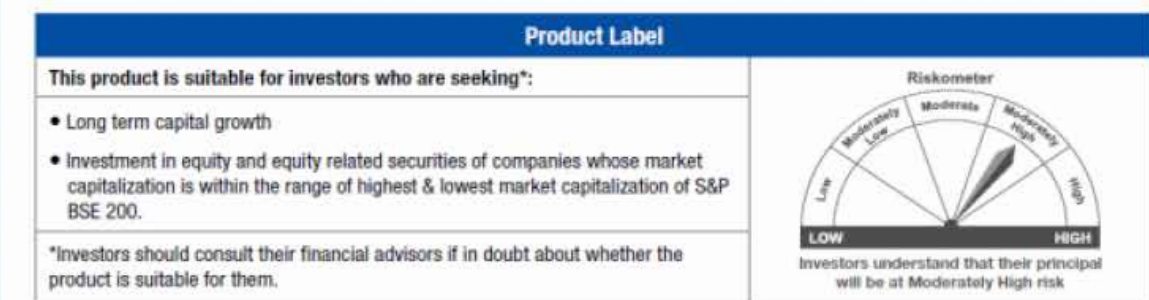 Product Label
This product is suitable for investors who are seeking*:
• Long term capital growth
• Investment in equity and equity related securities of companies whose market
capitalization is within the range of highest & lowest market capitalization of S&P
BSE 200.
*Investors should consult their financial advisors if in doubt about whether the
product is suitable for them.
Riskometer
Low
Moderately Low
Moderate
Moderately High
High
LOW HIGH
Investors understand that their principal
will be at Moderately High risk